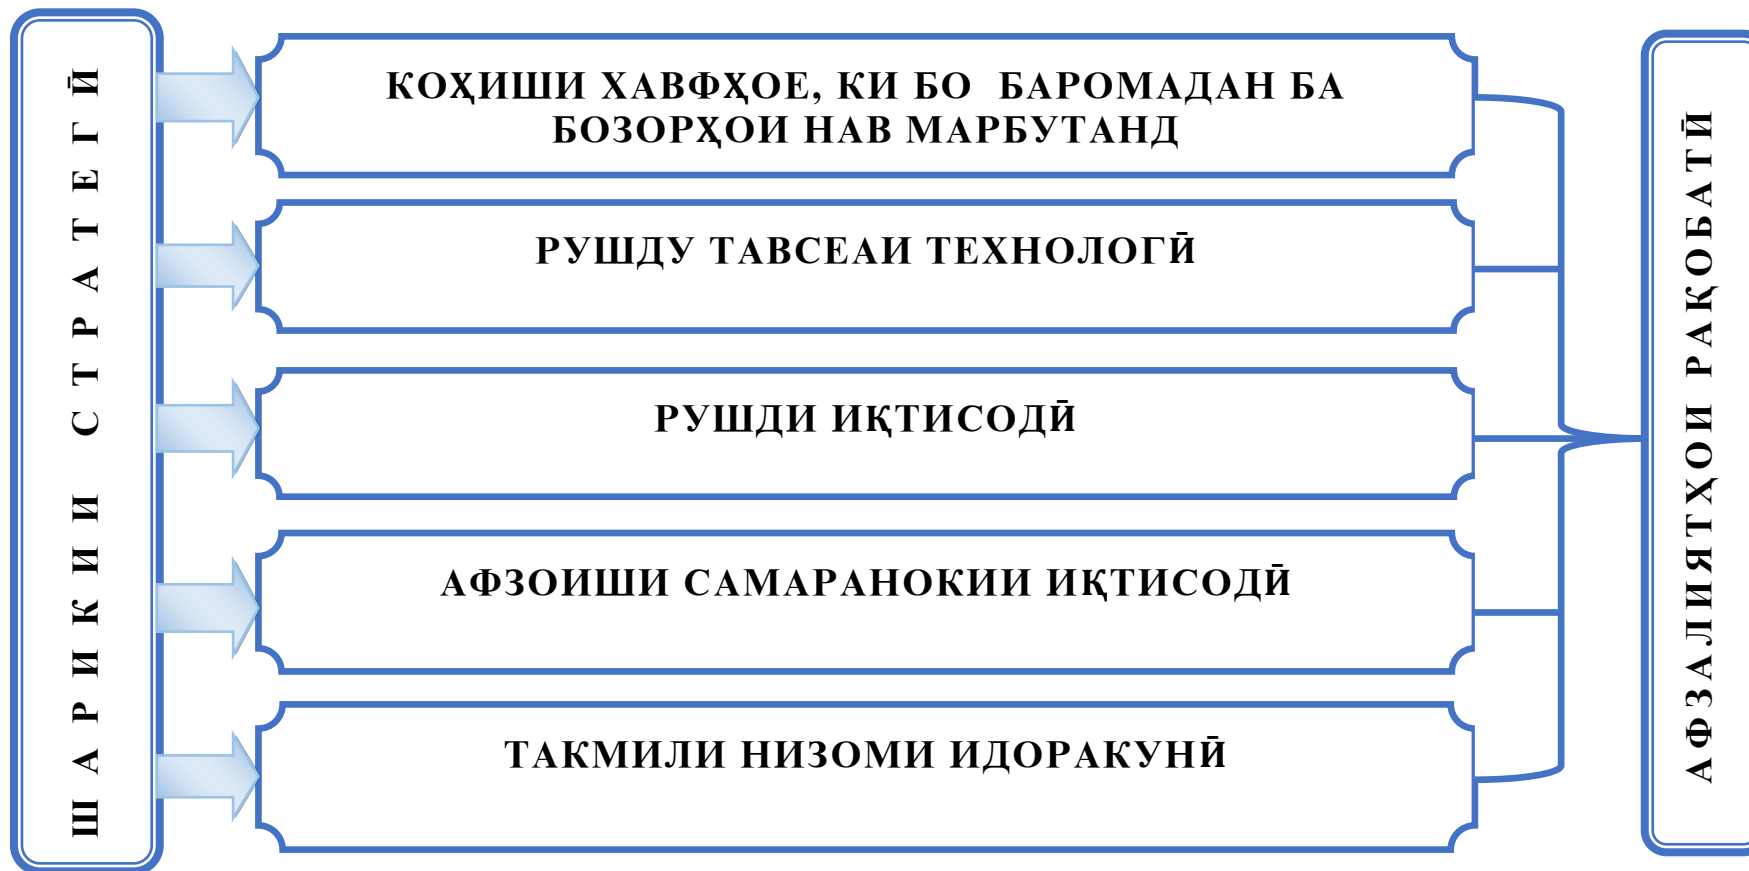 ШАРИКИИ СТРАТЕГӢ
КОҲИШИ ХАВФҲОЕ, КИ БО БАРОМАДАН БА
БОЗОРҲОИ НАВ МАРБУТАНД
РУШДУ ТАВСЕАИ ТЕХНОЛОГӢ
РУШДИ ИҚТИСОДӢ
АФЗОИШИ САМАРАНОКИИ ИҚТИСОДӢ
ТАКМИЛИ НИЗОМИ ИДОРАКУНӢ
АФЗАЛИЯТҲОИ РАҚОБАТӢ